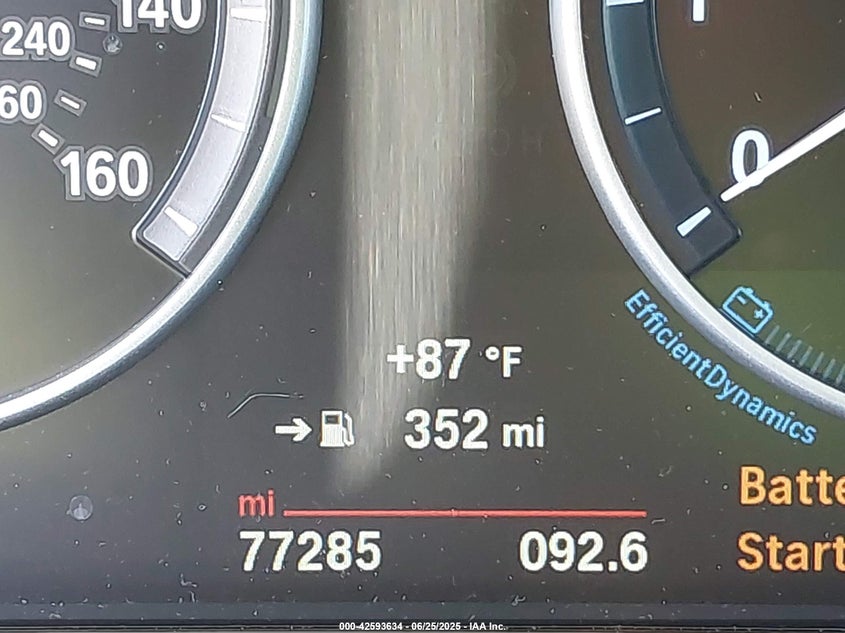 140
240
160
0
EfficientDynamics
+87 °F
352 mi
mi
77285 092.6
Batte
Start
000-42593634 - 06/25/2025 - IAA Inc.